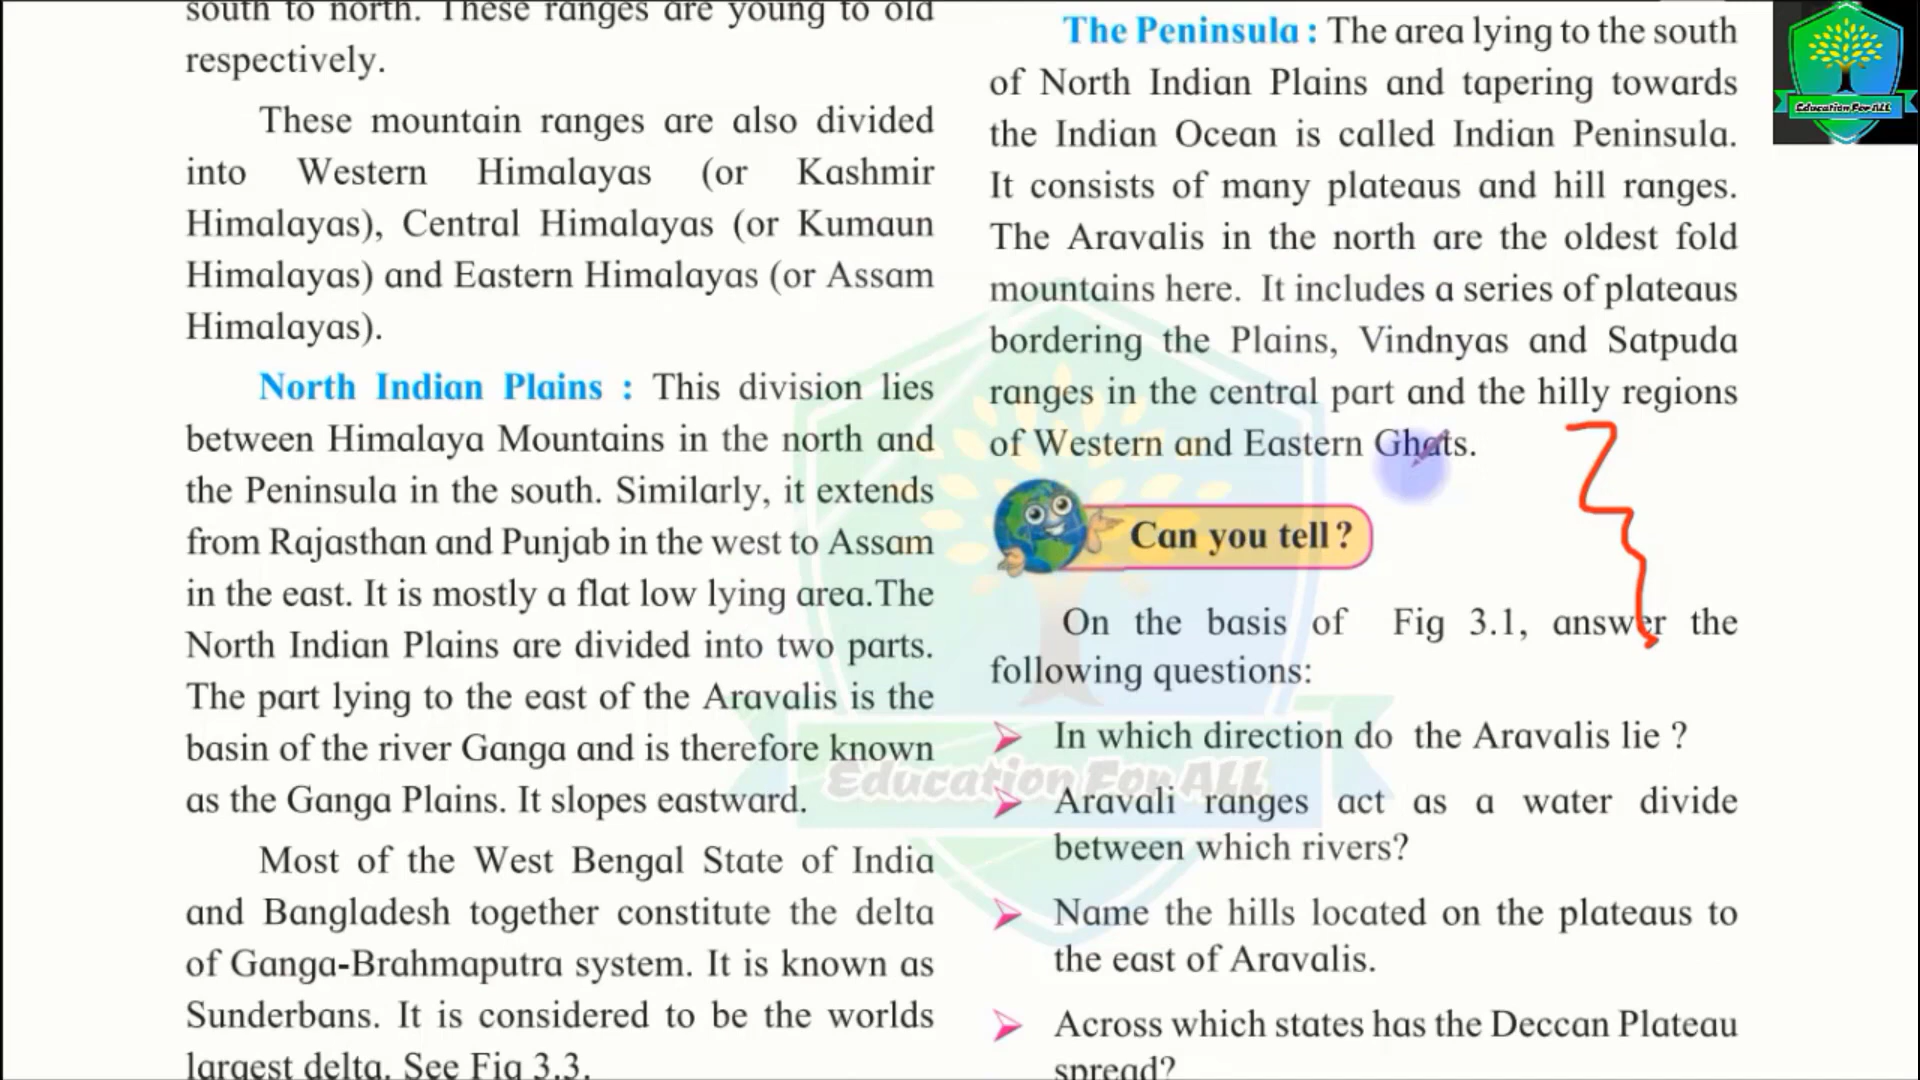 south to north. These ranges are young to old
respectively.
These mountain ranges are also divided
into Western Himalayas (or Kashmir
Himalayas), Central Himalayas (or Kumaun
Himalayas) and Eastern Himalayas (or Assam
Himalayas).
North Indian Plains : This division lies
between Himalaya Mountains in the north and
the Peninsula in the south. Similarly, it extends
from Rajasthan and Punjab in the west to Assam
in the east. It is mostly a flat low lying area.The
North Indian Plains are divided into two parts.
The part lying to the east of the Aravalis is the
basin of the river Ganga and is therefore known
as the Ganga Plains. It slopes eastward.
Most of the West Bengal State of India
and Bangladesh together constitute the delta
of Ganga-Brahmaputra system. It is known as
Sunderbans. It is considered to be the worlds
largest delta. See Fig 3.3.
The Peninsula : The area lying to the south
of North Indian Plains and tapering towards
the Indian Ocean is called Indian Peninsula.
It consists of many plateaus and hill ranges.
The Aravalis in the north are the oldest fold
mountains here. It includes a series of plateaus
bordering the Plains, Vindnyas and Satpuda
ranges in the central part and the hilly regions
of Western and Eastern Ghats.
Can you tell?
On the basis of Fig 3.1, answer the
following questions:
In which direction do the Aravalis lie ?
Aravali ranges act as a water divide
between which rivers?
Name the hills located on the plateaus to
the east of Aravalis.
Across which states has the Deccan Plateau
spread?
Education For ALL
Education For ALL